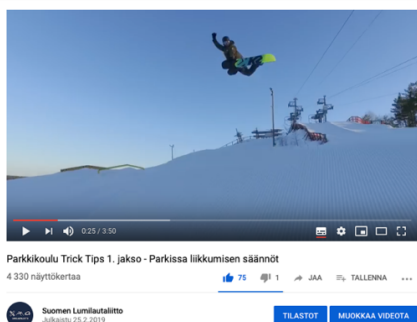 0:25 / 3:50
Parkkikoulu Trick Tips 1. jakso - Parkissa liikkumisen säännöt
4 330 näyttökertaa
75 1 JAA TALLENNA
Suomen Lumilautaliitto
Julkaistu 25.2.2019
TILASTOT MUOKKAA VIDEOTA